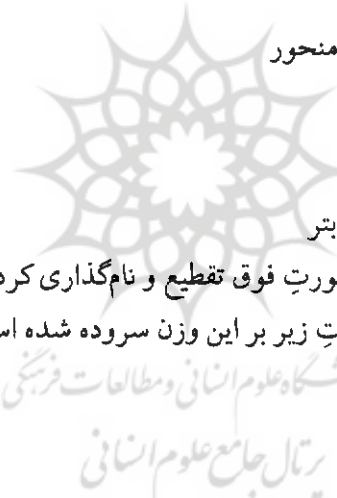 منحور
بتر
ورتِ فوق تقطیع و نام‌گذاری کرد
تِ زیر بر این وزن سروده شده اس
گاه علوم انسانی و مطالعات فرهنگی
پرتال جامع علوم انسانی